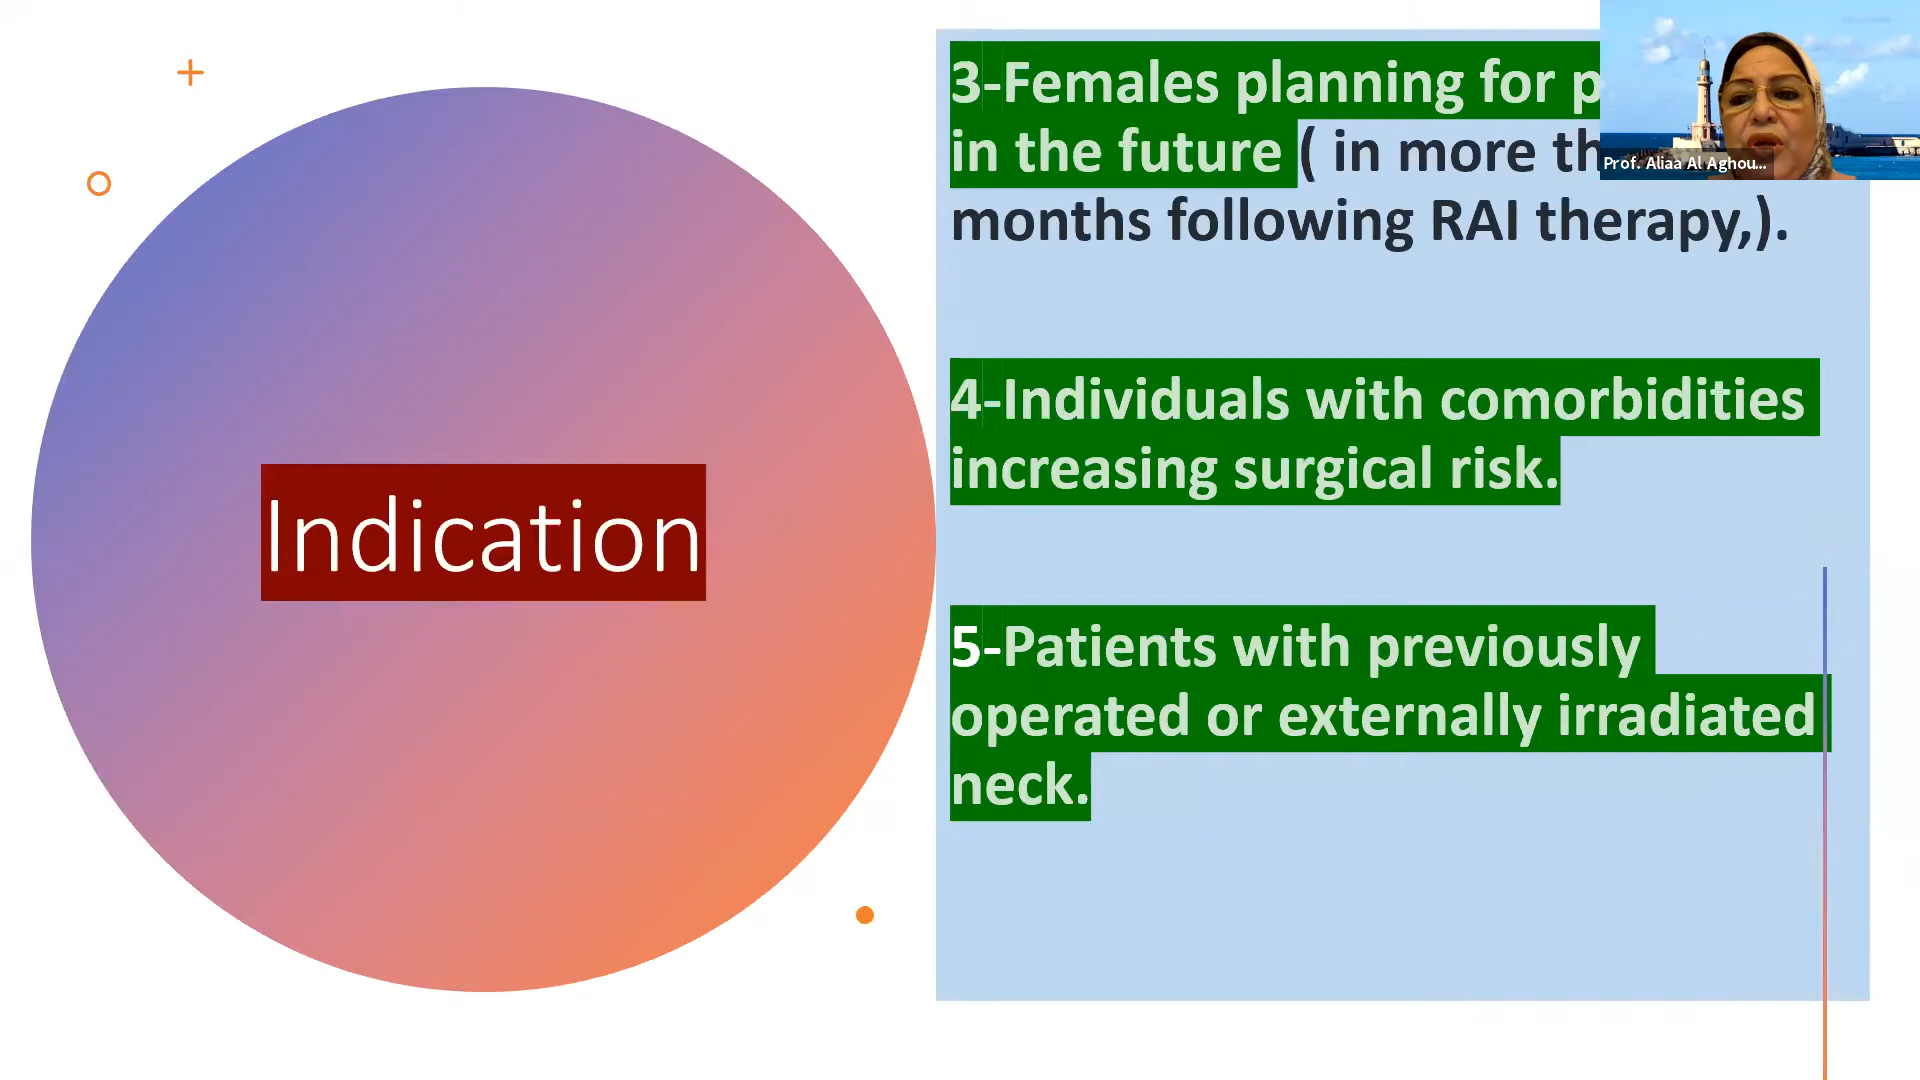 Indication
3-Females planning for
in the future ( in more
months following RAI therapy,).
4-Individuals with comorbidities
increasing surgical risk.
5-Patients with previously
operated or externally irradiated
neck.
Prof. Aliaa Al Aghou...